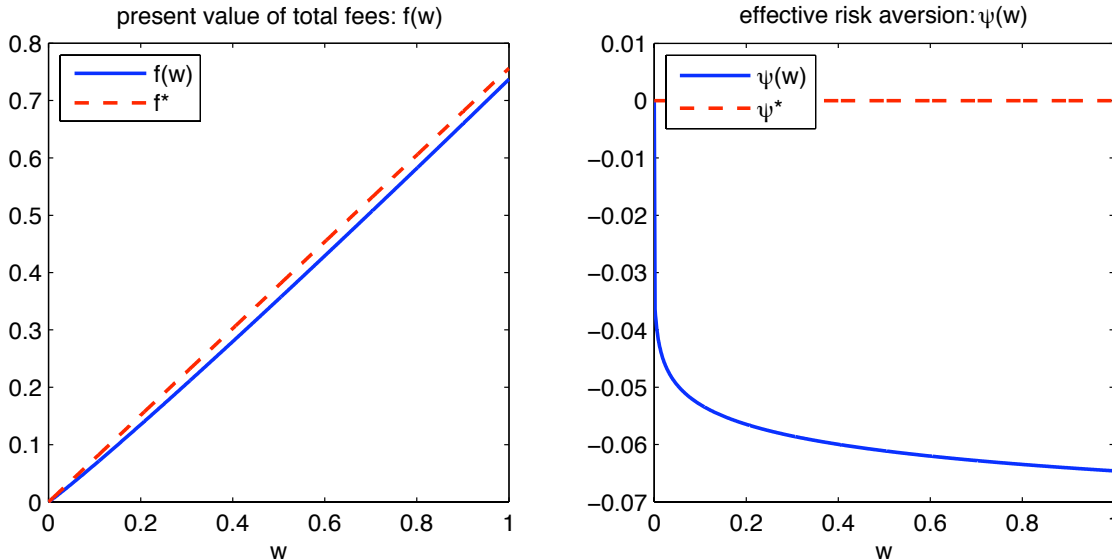 present value of total fees: f(w)
f(w)
f*
0.8
0.7
0.6
0.5
0.4
0.3
0.2
0.1
0
0 0.2 0.4 0.6 0.8 1
w
effective risk aversion: ψ(w)
ψ(w)
ψ*
0.01
0
−0.01
−0.02
−0.03
−0.04
−0.05
−0.06
−0.07
0 0.2 0.4 0.6 0.8 1
w